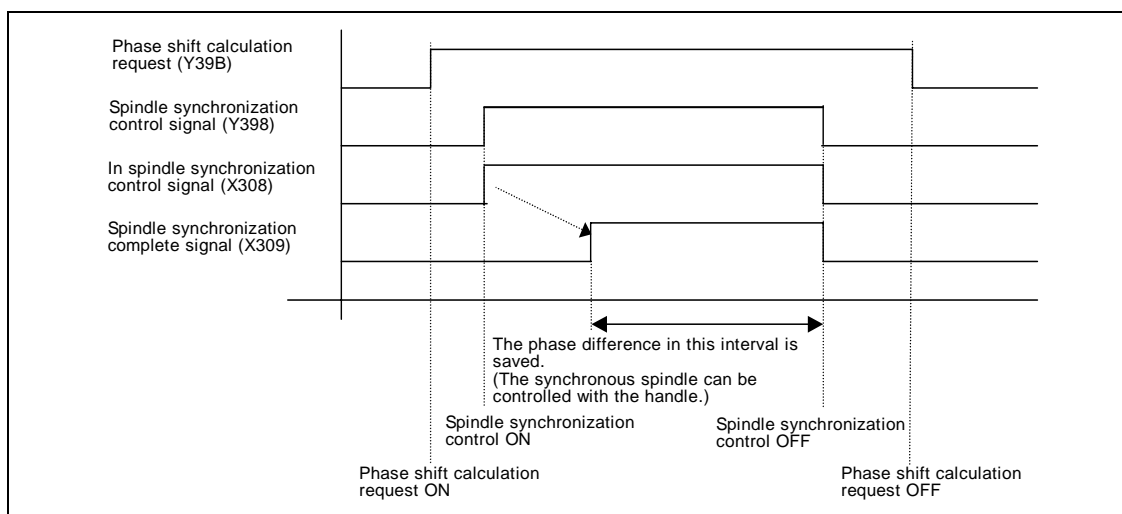 Phase shift calculation
request (Y39B)
Spindle synchronization
control signal (Y398)
In spindle synchronization
control signal (X308)
Spindle synchronization
complete signal (X309)
The phase difference in this interval is
saved.
(The synchronous spindle can be
controlled with the handle.)
Spindle synchronization
control ON
Spindle synchronization
control OFF
Phase shift calculation
request ON
Phase shift calculation
request OFF